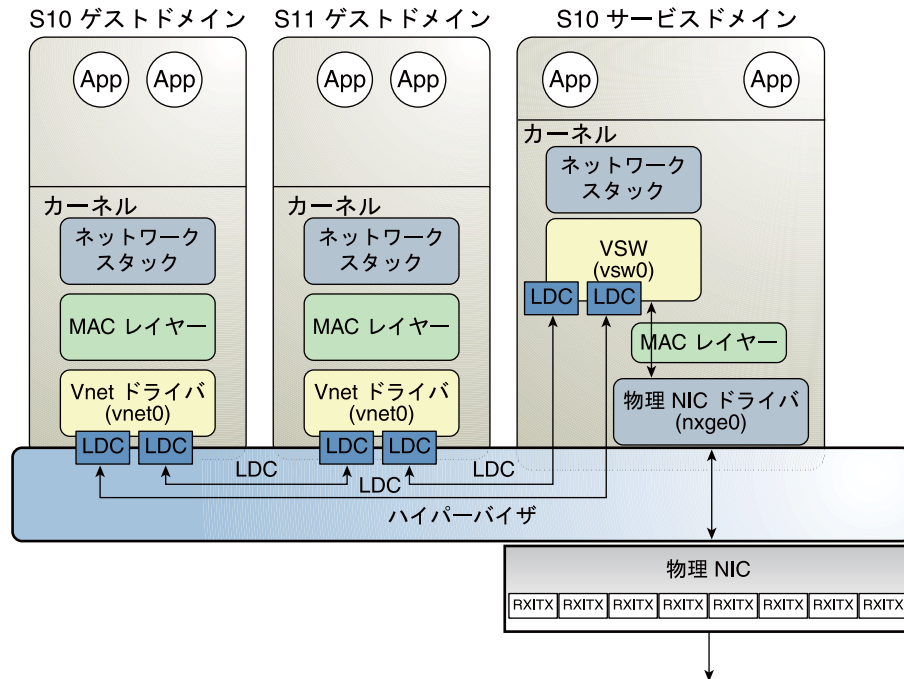 S10 ゲストドメイン
App App
カーネル
ネットワーク
スタック
MAC レイヤー
Vnet ドライバ
(vnet0)
LDC LDC
S11 ゲストドメイン
App App
カーネル
ネットワーク
スタック
MAC レイヤー
Vnet ドライバ
(vnet0)
LDC LDC
S10 サービスドメイン
App App
カーネル
ネットワーク
スタック
VSW
(vsw0)
LDC LDC
MAC レイヤー
物理 NIC ドライバ
(nxge0)
LDC LDC
LDC
ハイパーバイザ
物理 NIC
RXITX RXITX RXITX RXITX RXITX RXITX RXITX RXITX